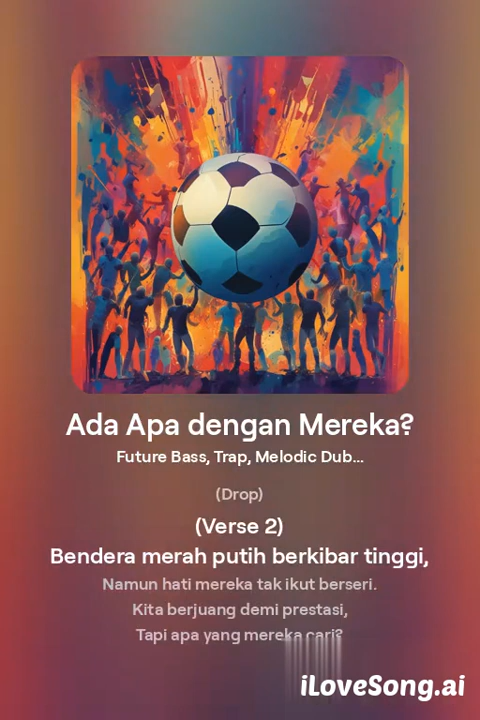 Ada Apa dengan Mereka?
Future Bass, Trap, Melodic Dub...
(Drop)
(Verse 2)
Bendera merah putih berkibar tinggi,
Namun hati mereka tak ikut berseri.
Kita berjuang demi prestasi,
Tapi apa yang mereka cari?
iLoveSong.ai